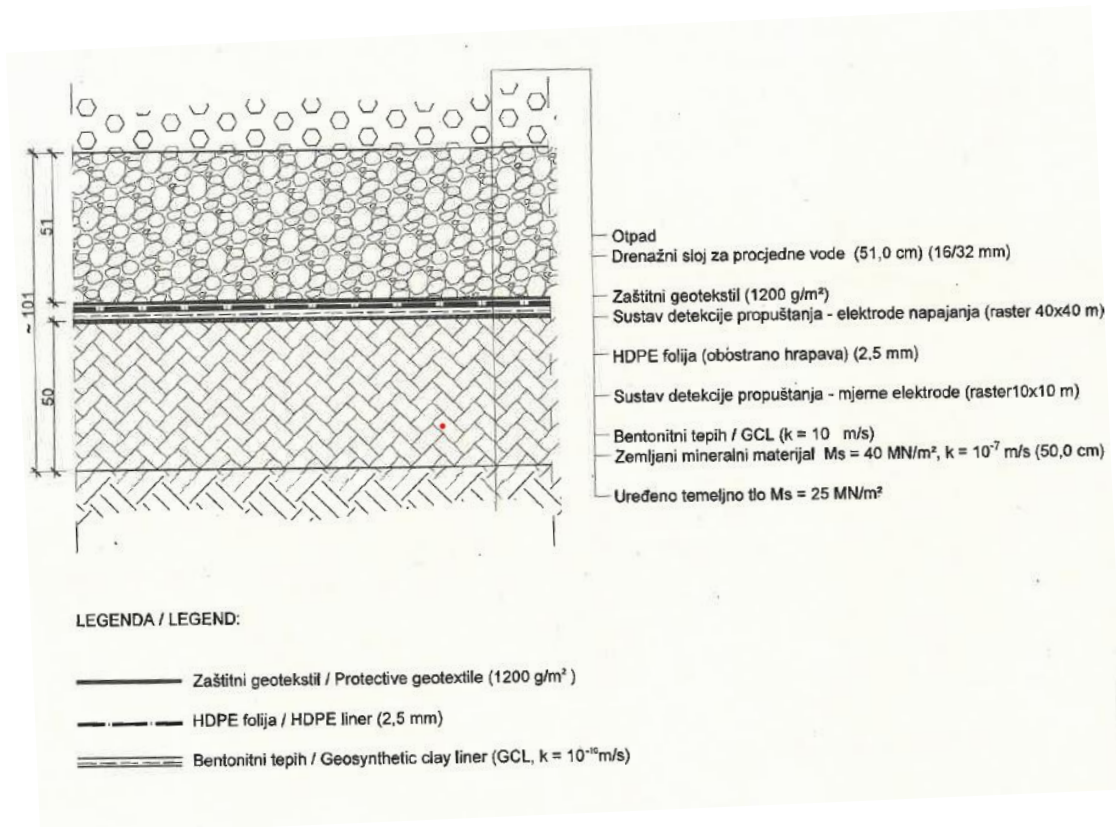 51
~ 101
50
Otpad
Drenažni sloj za procjedne vode (51,0 cm) (16/32 mm)
Zaštitni geotekstil (1200 g/m²)
Sustav detekcije propuštanja - elektrode napajanja (raster 40x40 m)
HDPE folija (obostrano hrapava) (2,5 mm)
Sustav detekcije propuštanja - mjerne elektrode (raster10x10 m)
Bentonitni tepih / GCL (k = 10 m/s)
Zemljani mineralni materijal Ms = 40 MN/m², k = 10⁻⁷ m/s (50,0 cm)
Uređeno temeljno tlo Ms = 25 MN/m²
LEGENDA / LEGEND:
Zaštitni geotekstil / Protective geotextile (1200 g/m²)
HDPE folija / HDPE liner (2,5 mm)
Bentonitni tepih / Geosynthetic clay liner (GCL, k = 10⁻¹⁰m/s)